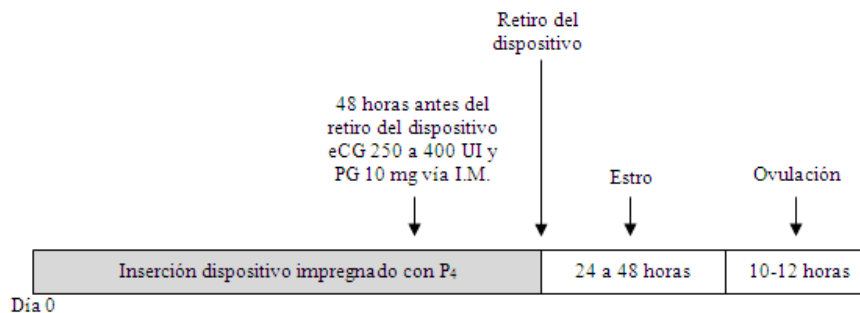 Retiro del
dispositivo
48 horas antes del
retiro del dispositivo
eCG 250 a 400 UI y
PG 10 mg vía I.M.
Estro
Ovulación
Inserción dispositivo impregnado con P₄
24 a 48 horas
10-12 horas
Día 0